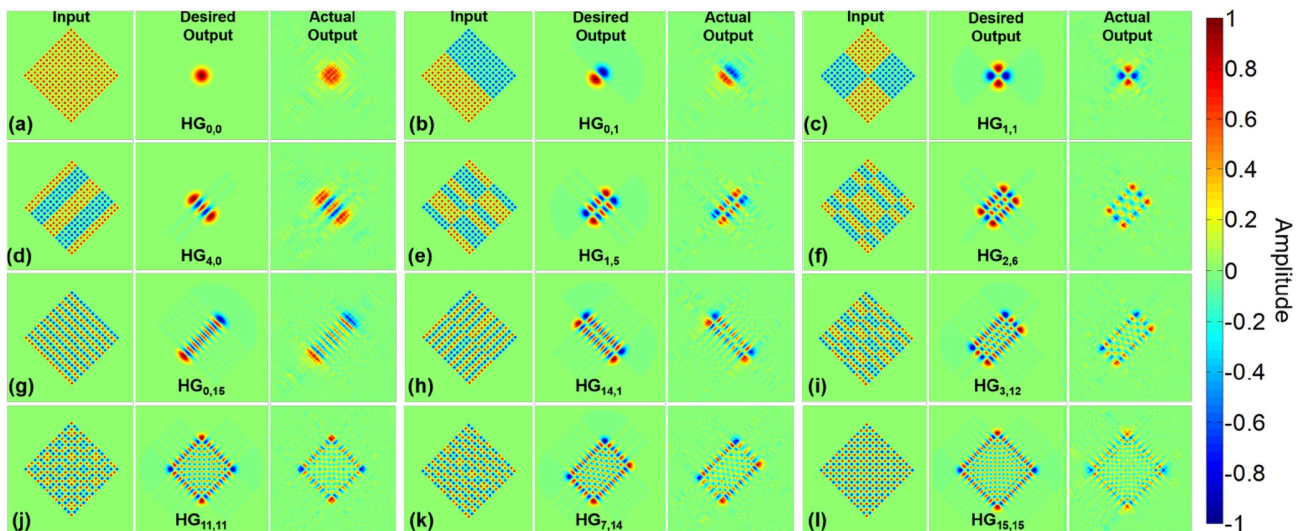 Input Desired Output Actual Output
Input Desired Output Actual Output
Input Desired Output Actual Output
(a) HG0,0
(b) HG0,1
(c) HG1,1
(d) HG4,0
(e) HG1,5
(f) HG2,6
(g) HG0,15
(h) HG14,1
(i) HG3,12
(j) HG11,11
(k) HG7,14
(l) HG15,15
1
0.8
0.6
0.4
0.2
0
-0.2
-0.4
-0.6
-0.8
-1
Amplitude